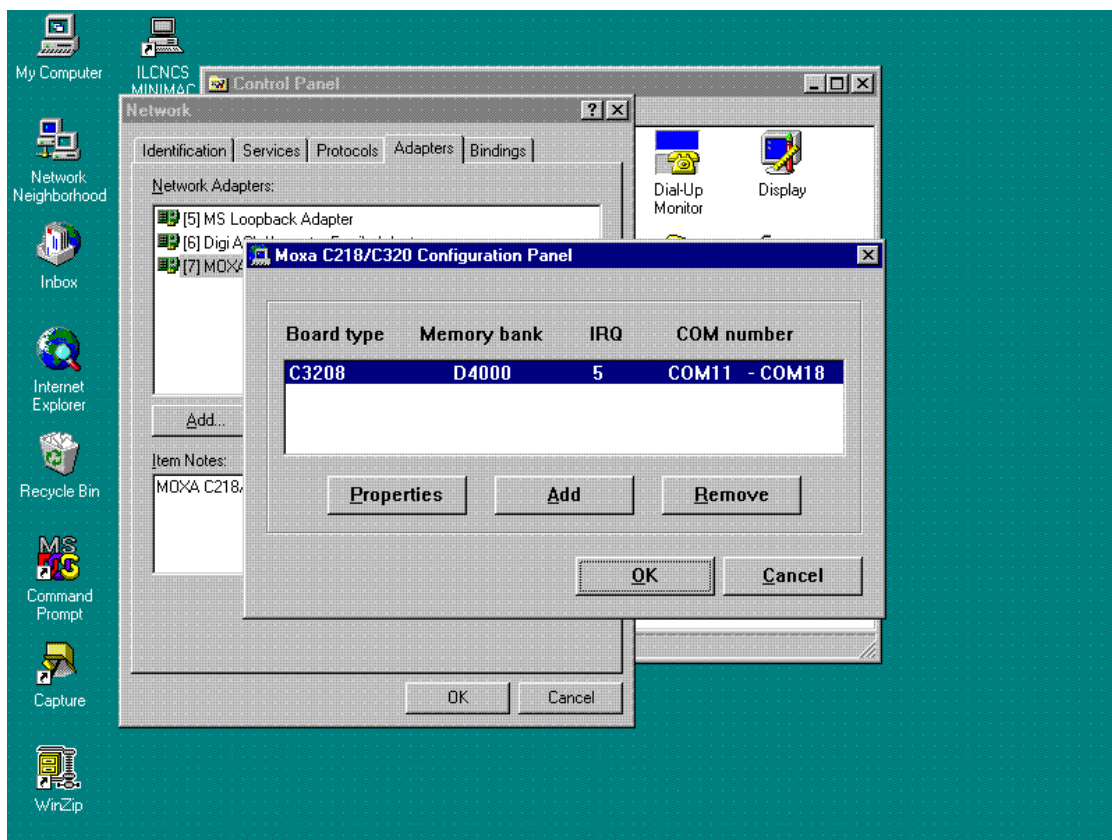 My Computer
ILCNCS
MINIMAC
Network
Neighborhood
Inbox
Internet
Explorer
Recycle Bin
MS
Command
Prompt
Capture
WinZip
Control Panel
Dial-Up
Monitor
Display
Network
Identification
Services
Protocols
Adapters
Bindings
Network Adapters:
[5] MS Loopback Adapter
[6] Digi
[7] MOXA
Add...
Item Notes:
MOXA C218/
OK
Cancel
Moxa C218/C320 Configuration Panel
Board type Memory bank IRQ COM number
C3208 D4000 5 COM11 - COM18
Properties
Add
Remove
OK
Cancel